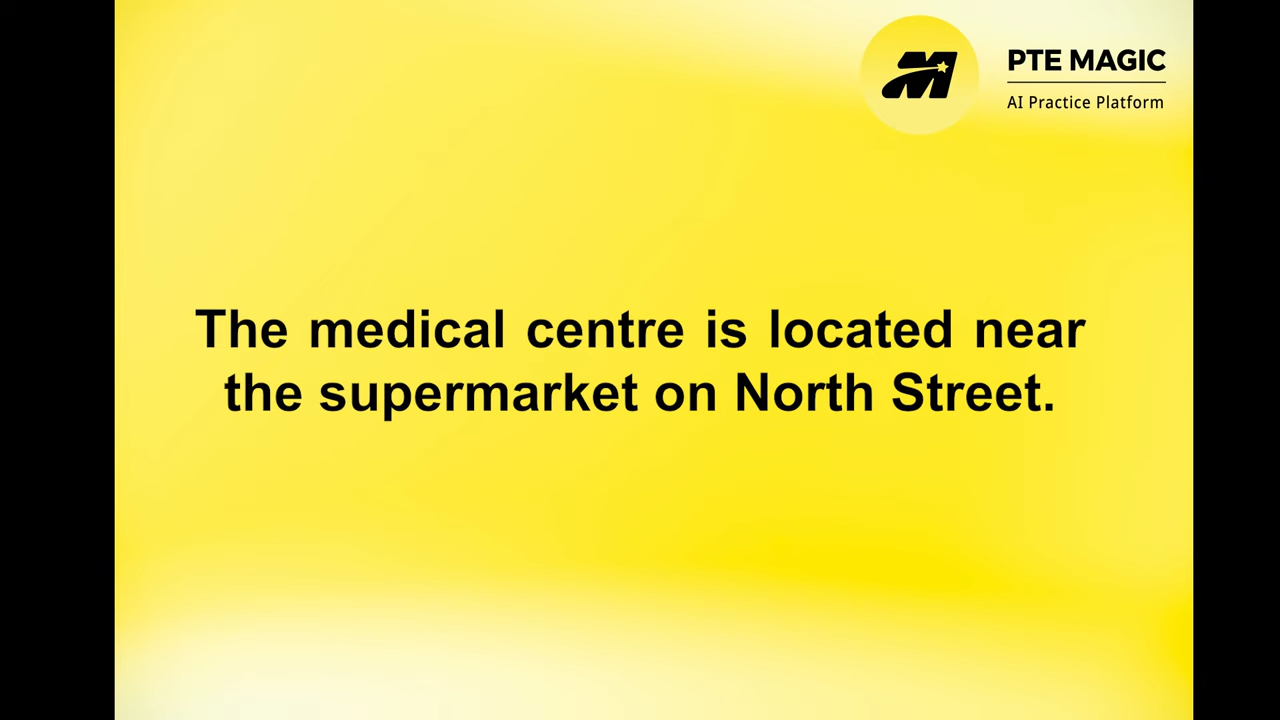 PTE MAGIC
AI Practice Platform
The medical centre is located near
the supermarket on North Street.